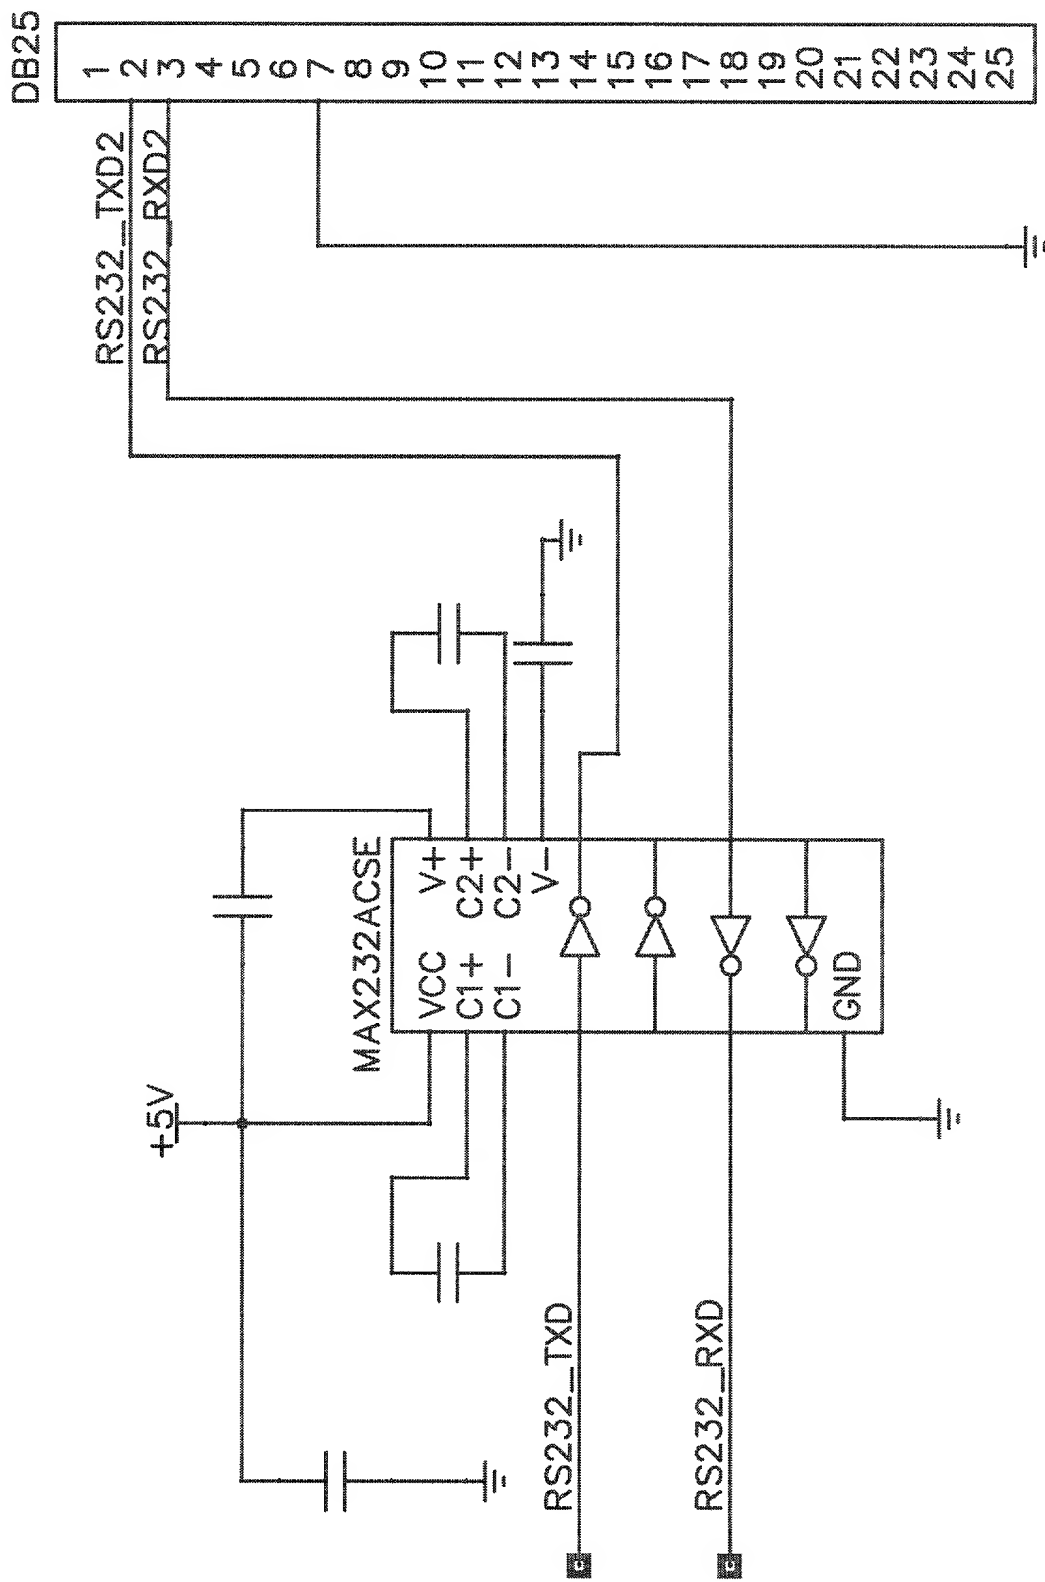 DB25
1
2
3
4
5
6
7
8
9
10
11
12
13
14
15
16
17
18
19
20
21
22
23
24
25
RS232_TXD2
RS232_RXD2
+5V
MAX232ACSE
VCC
C1+
C1-
V+
C2+
C2-
V-
GND
RS232_TXD
RS232_RXD